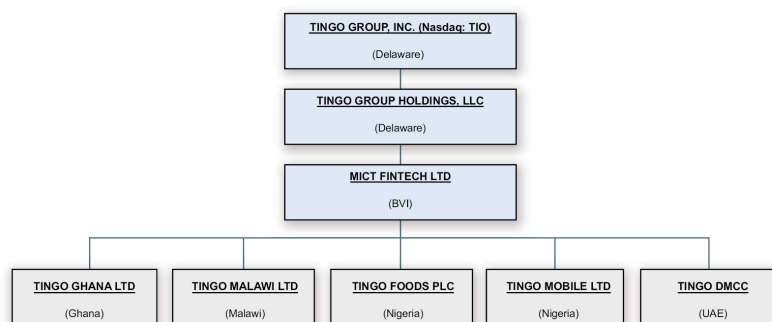 TINGO GROUP, INC. (Nasdaq: TIO)
(Delaware)
TINGO GROUP HOLDINGS, LLC
(Delaware)
MICT FINTECH LTD
(BVI)
TINGO GHANA LTD
(Ghana)
TINGO MALAWI LTD
(Malawi)
TINGO FOODS PLC
(Nigeria)
TINGO MOBILE LTD
(Nigeria)
TINGO DMCC
(UAE)